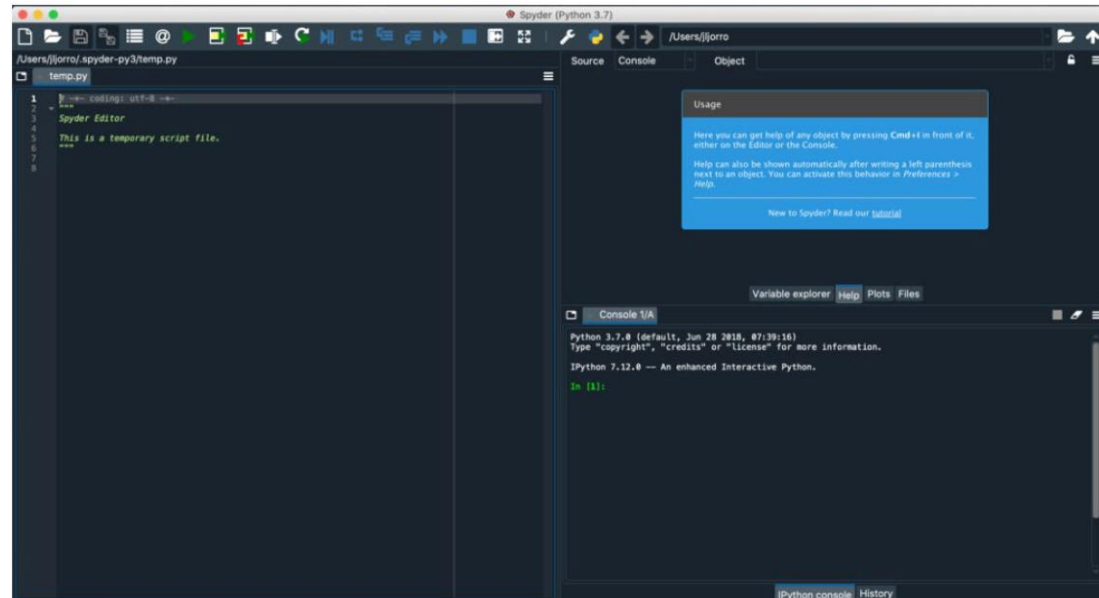 Spyder (Python 3.7)
/Users/jljorro
/Users/jljorro/.spyder-py3/temp.py
temp.py
1 # -*- coding: utf-8 -*-
2 """
3 Spyder Editor
4
5 This is a temporary script file.
6 """
7
8
Source Console Object
Usage
Here you can get help of any object by pressing Cmd+I in front of it,
either on the Editor or the Console.
Help can also be shown automatically after writing a left parenthesis
next to an object. You can activate this behavior in Preferences >
Help.
New to Spyder? Read our tutorial
Variable explorer Help Plots Files
Console 1/A
Python 3.7.0 (default, Jun 28 2018, 07:39:16)
Type "copyright", "credits" or "license" for more information.
IPython 7.12.0 -- An enhanced Interactive Python.
In [1]:
IPython console History